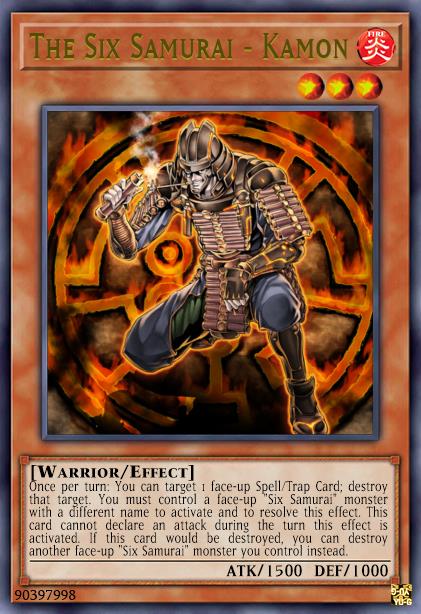 The Six Samurai - Kamon
FIRE
炎
[Warrior/Effect]
Once per turn: You can target 1 face-up Spell/Trap Card; destroy
that target. You must control a face-up "Six Samurai" monster
with a different name to activate and to resolve this effect. This
card cannot declare an attack during the turn this effect is
activated. If this card would be destroyed, you can destroy
another face-up "Six Samurai" monster you control instead.
ATK/1500 DEF/1000
90397998